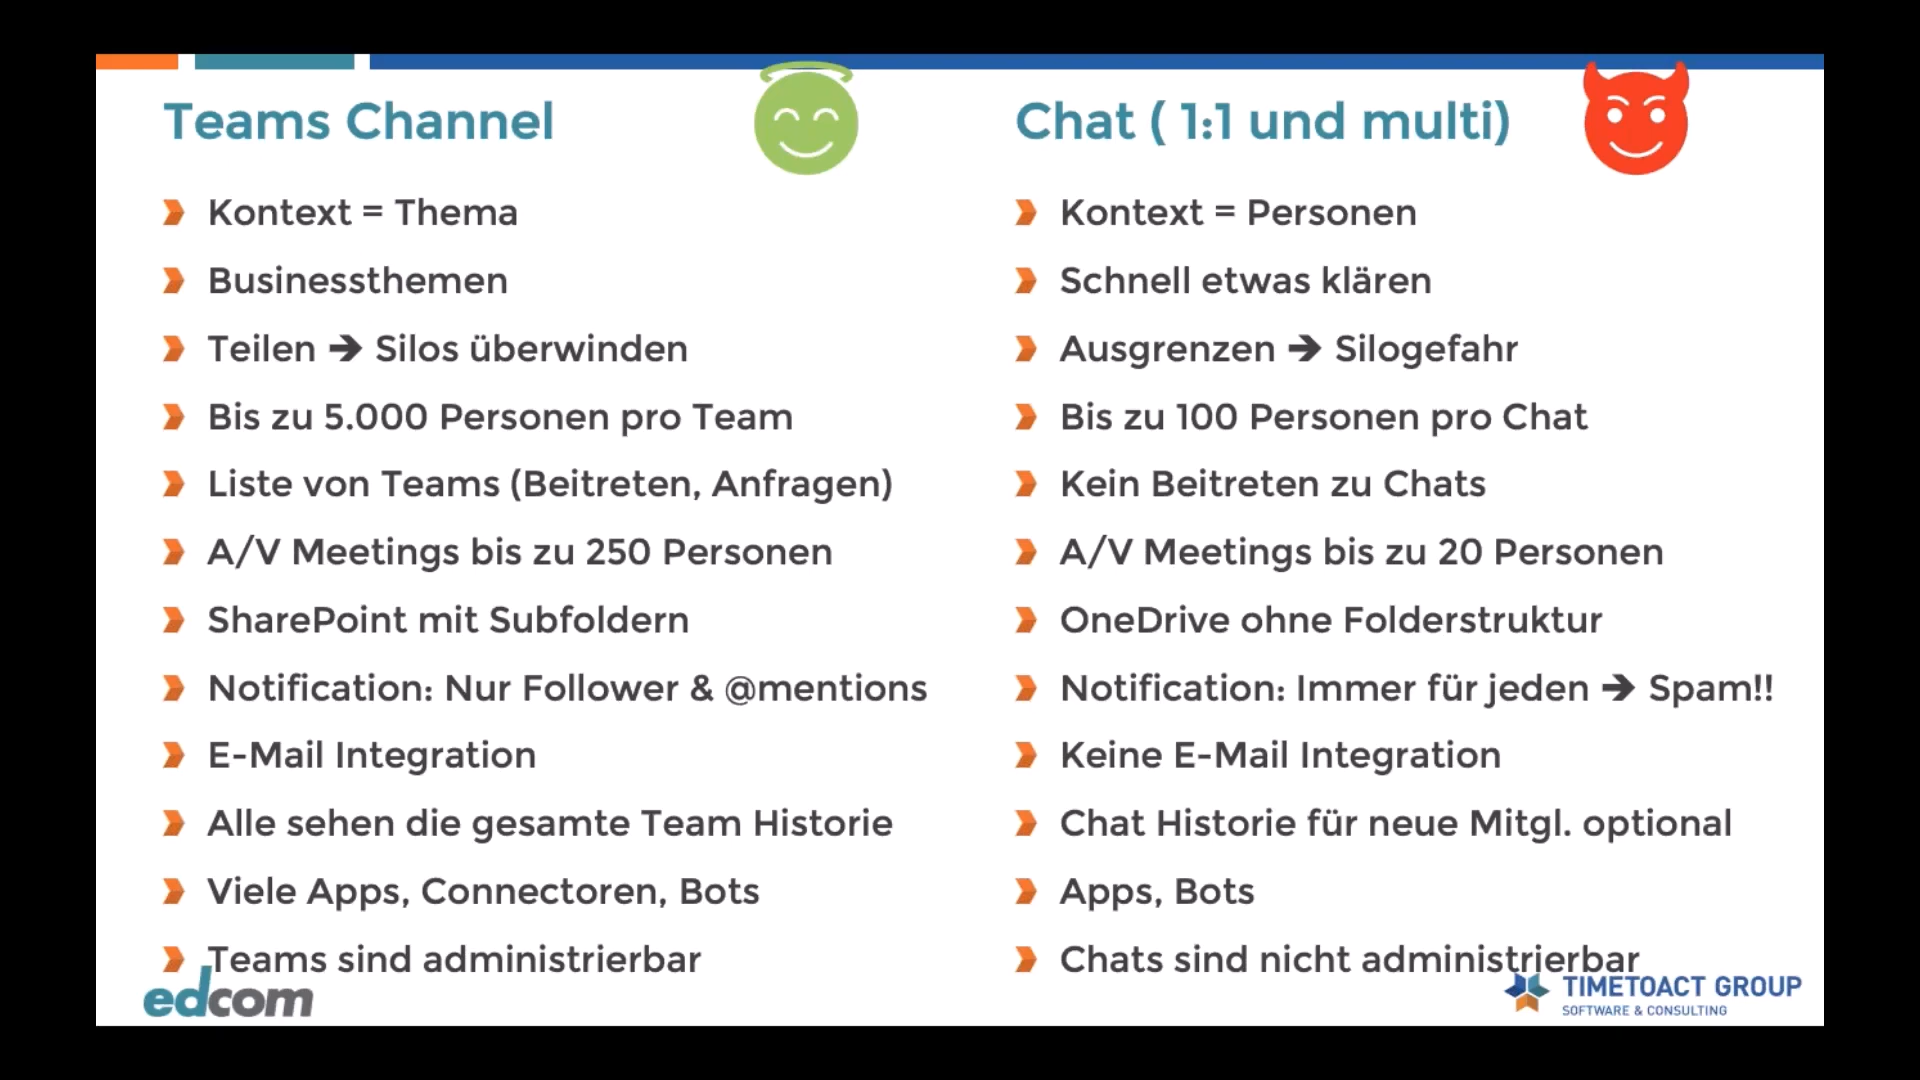 Teams Channel
Kontext = Thema
Businessthemen
Teilen ➔ Silos überwinden
Bis zu 5.000 Personen pro Team
Liste von Teams (Beitreten, Anfragen)
A/V Meetings bis zu 250 Personen
SharePoint mit Subfoldern
Notification: Nur Follower & @mentions
E-Mail Integration
Alle sehen die gesamte Team Historie
Viele Apps, Connectoren, Bots
Teams sind administrierbar
Chat ( 1:1 und multi)
Kontext = Personen
Schnell etwas klären
Ausgrenzen ➔ Silogefahr
Bis zu 100 Personen pro Chat
Kein Beitreten zu Chats
A/V Meetings bis zu 20 Personen
OneDrive ohne Folderstruktur
Notification: Immer für jeden ➔ Spam!!
Keine E-Mail Integration
Chat Historie für neue Mitgl. optional
Apps, Bots
Chats sind nicht administrierbar
edcom
TIMETOACT GROUP
SOFTWARE & CONSULTING